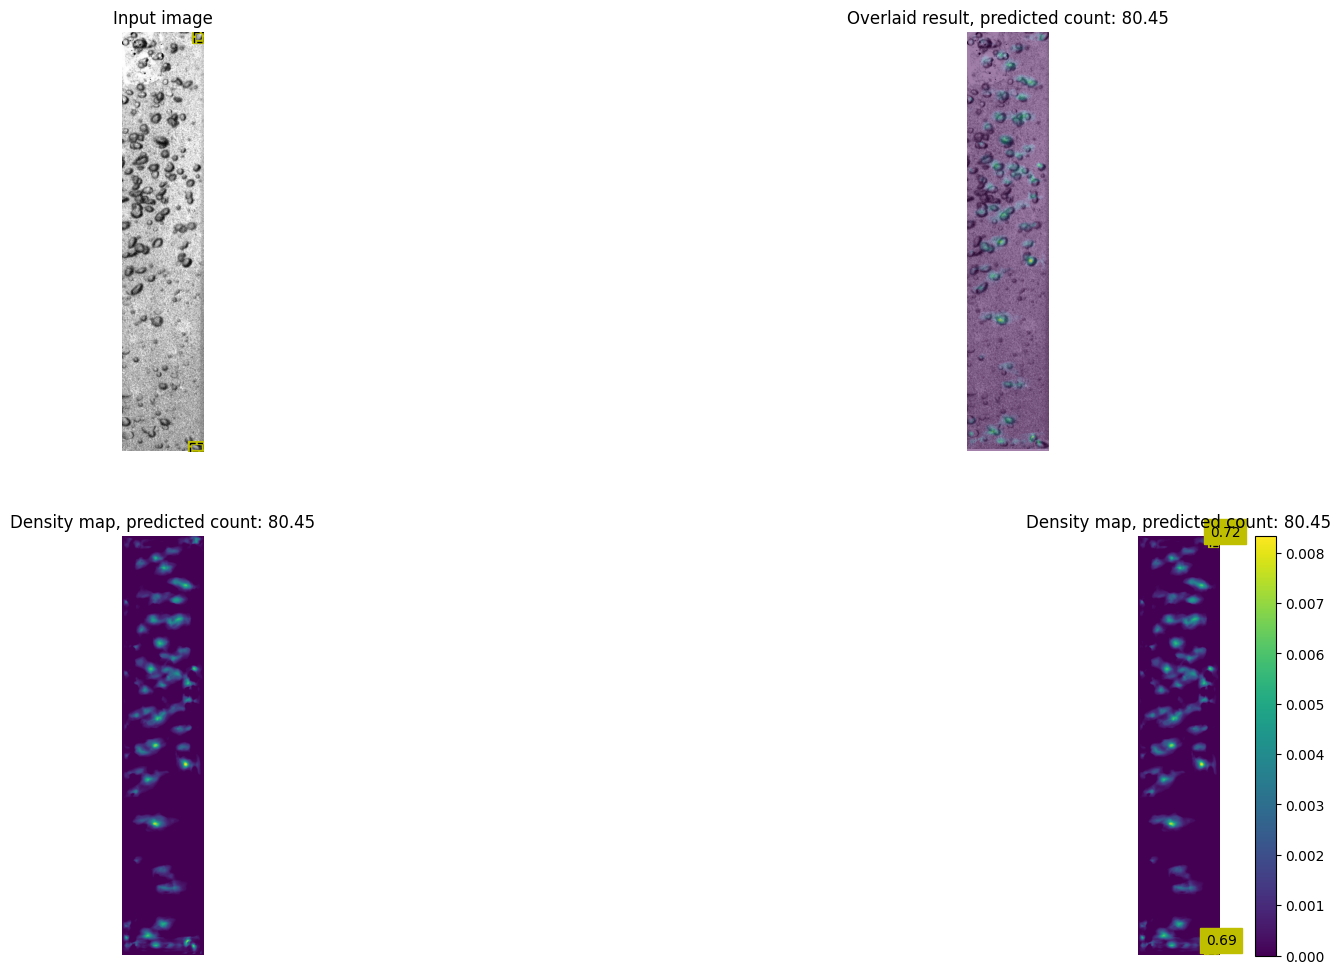 Input image
Overlaid result, predicted count: 80.45
Density map, predicted count: 80.45
Density map, predicted count: 80.45
0.72
0.008
0.007
0.006
0.005
0.004
0.003
0.002
0.001
0.69
0.000